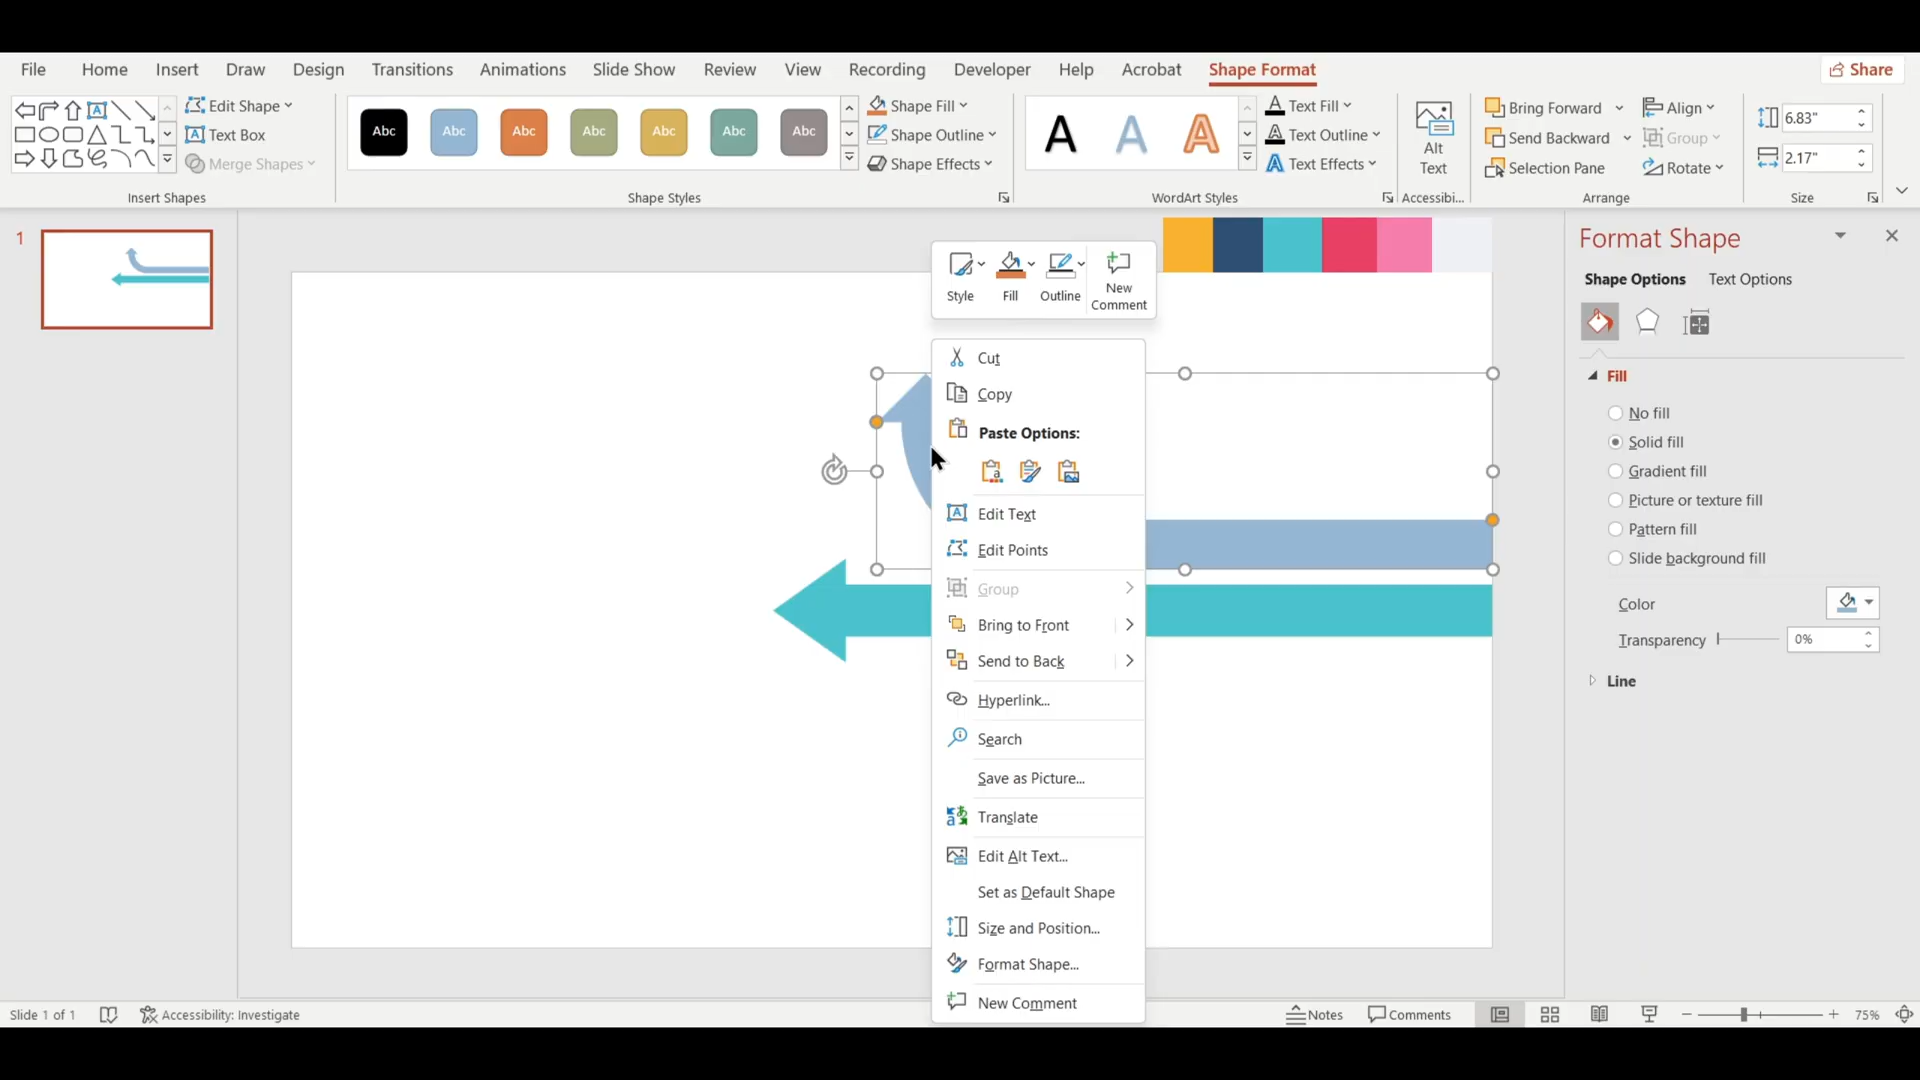 File Home Insert Draw Design Transitions Animations Slide Show Review View Recording Developer Help Acrobat Shape Format Share
Edit Shape
Text Box
Merge Shapes
Insert Shapes
Abc Abc Abc Abc Abc Abc Abc
Shape Styles
Shape Fill
Shape Outline
Shape Effects
A A A
WordArt Styles
Text Fill
Text Outline
Text Effects
Alt
Text
Accessibi...
Bring Forward
Send Backward
Selection Pane
Align
Group
Rotate
Arrange
6.83"
2.17"
Size
1
Style
Fill
Outline
New
Comment
Cut
Copy
Paste Options:
Edit Text
Edit Points
Group
Bring to Front
Send to Back
Hyperlink...
Search
Save as Picture...
Translate
Edit Alt Text...
Set as Default Shape
Size and Position...
Format Shape...
New Comment
Format Shape
Shape Options Text Options
Fill
No fill
Solid fill
Gradient fill
Picture or texture fill
Pattern fill
Slide background fill
Color
Transparency 0%
Line
Slide 1 of 1 Accessibility: Investigate Notes Comments 75%